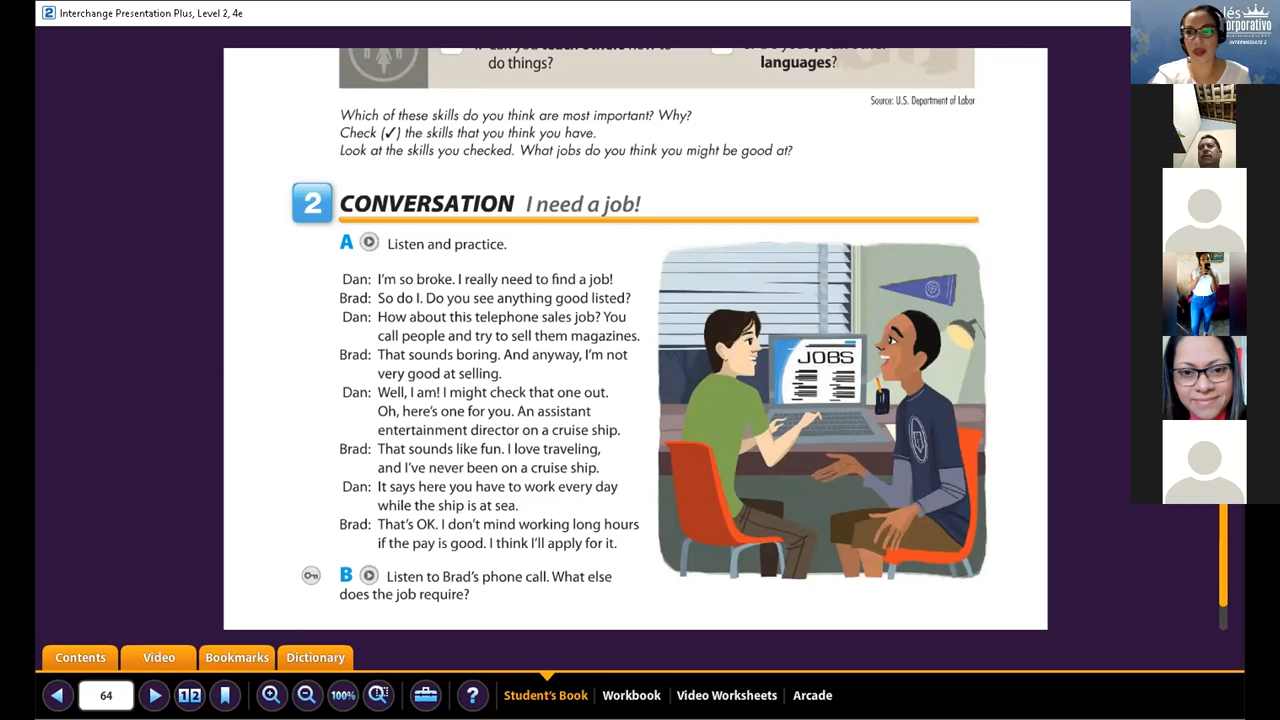 2 Interchange Presentation Plus, Level 2, 4e
lés
orporativo
INTERMEDIATE 2
do things?
languages?
Source: U.S. Department of Labor
Which of these skills do you think are most important? Why?
Check (✓) the skills that you think you have.
Look at the skills you checked. What jobs do you think you might be good at?
2 CONVERSATION I need a job!
A Listen and practice.
Dan: I'm so broke. I really need to find a job!
Brad: So do I. Do you see anything good listed?
Dan: How about this telephone sales job? You
call people and try to sell them magazines.
Brad: That sounds boring. And anyway, I'm not
very good at selling.
Dan: Well, I am! I might check that one out.
Oh, here's one for you. An assistant
entertainment director on a cruise ship.
Brad: That sounds like fun. I love traveling,
and I've never been on a cruise ship.
Dan: It says here you have to work every day
while the ship is at sea.
Brad: That's OK. I don't mind working long hours
if the pay is good. I think I'll apply for it.
JOBS
B Listen to Brad's phone call. What else
does the job require?
Contents Video Bookmarks Dictionary
64 12 100% ? Student's Book Workbook Video Worksheets Arcade